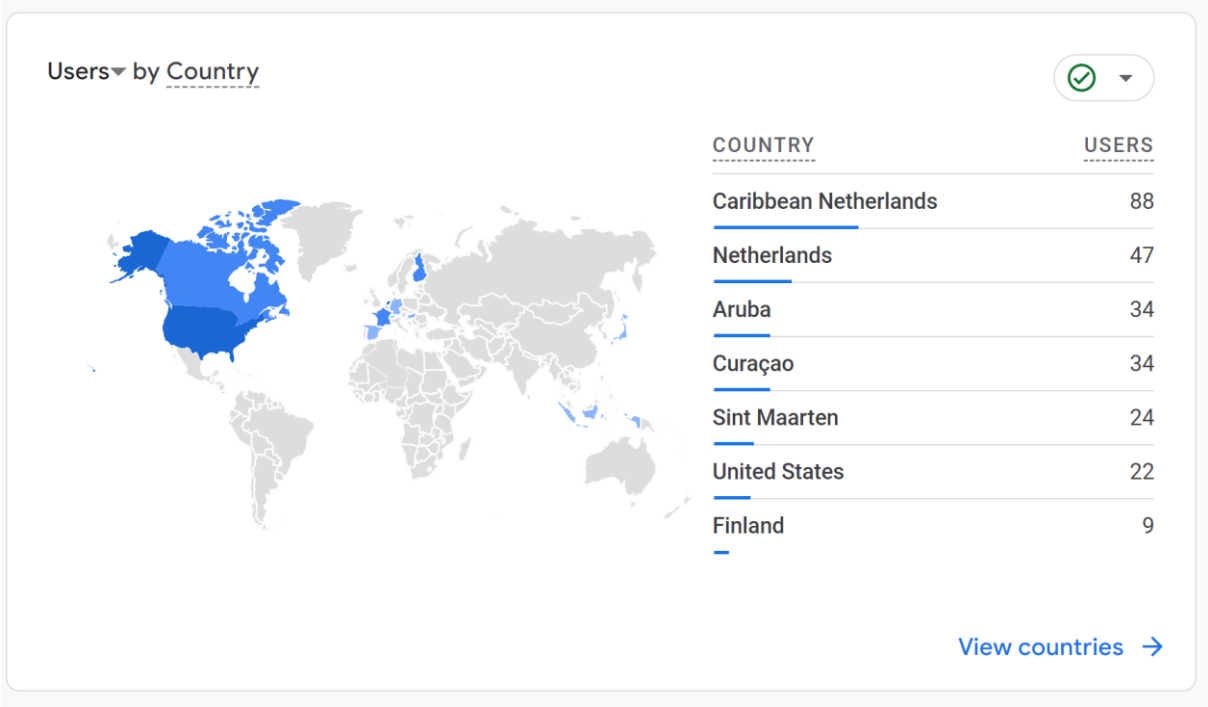 Users by Country
COUNTRY USERS
Caribbean Netherlands 88
Netherlands 47
Aruba 34
Curaçao 34
Sint Maarten 24
United States 22
Finland 9
View countries